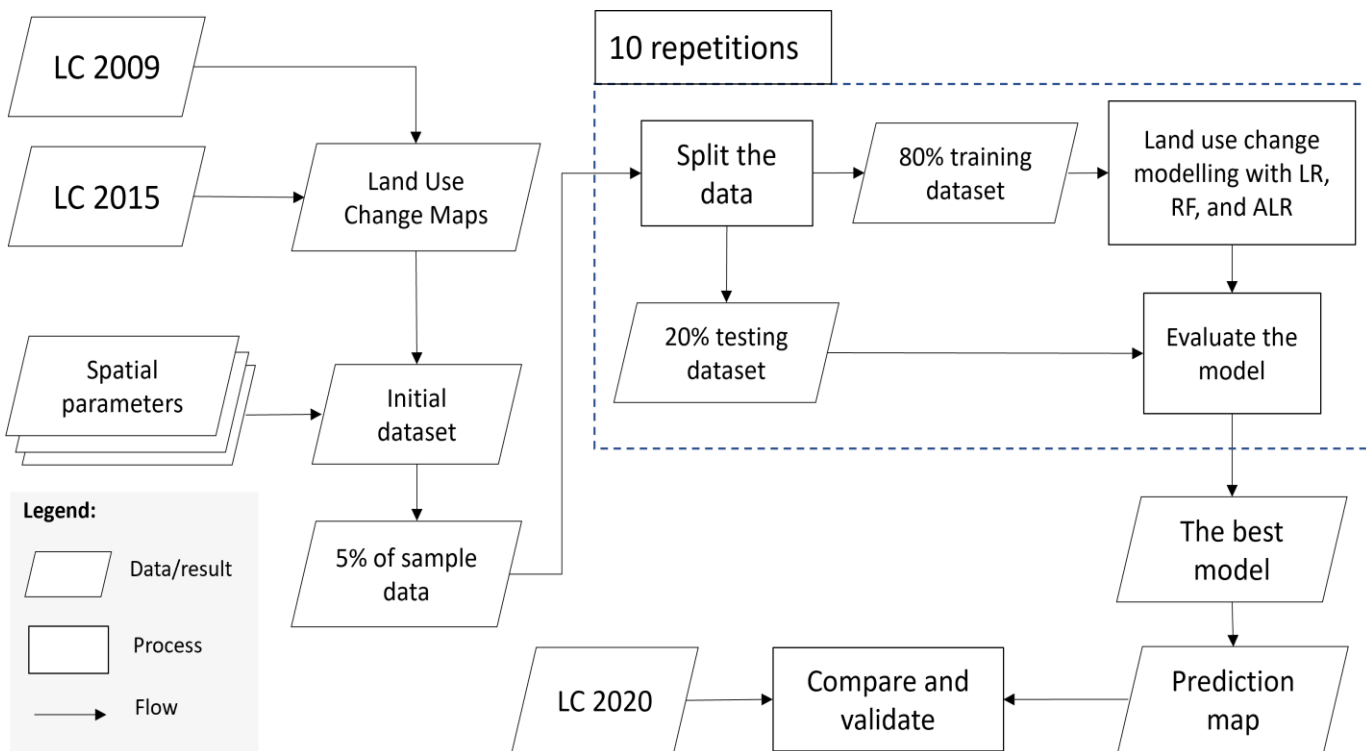 LC 2009
LC 2015
Land Use
Change Maps
Spatial
parameters
Initial
dataset
5% of sample
data
10 repetitions
Split the
data
80% training
dataset
Land use change
modelling with LR,
RF, and ALR
20% testing
dataset
Evaluate the
model
The best
model
Prediction
map
Compare and
validate
LC 2020
Legend:
Data/result
Process
Flow